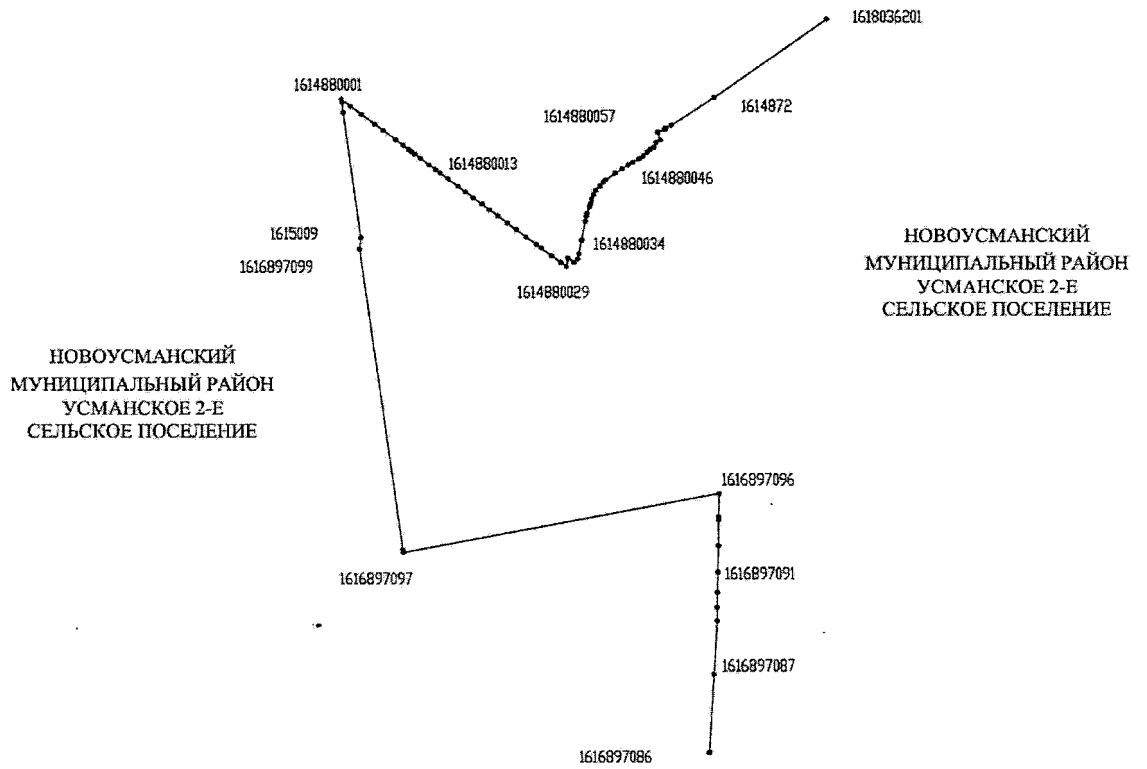 1618036201
1614880001
1614872
1614880057
1614880013
1614880046
1615009
1614880034
1616897099
1614880029
НОВОУСМАНСКИЙ
МУНИЦИПАЛЬНЫЙ РАЙОН
УСМАНСКОЕ 2-Е
СЕЛЬСКОЕ ПОСЕЛЕНИЕ
НОВОУСМАНСКИЙ
МУНИЦИПАЛЬНЫЙ РАЙОН
УСМАНСКОЕ 2-Е
СЕЛЬСКОЕ ПОСЕЛЕНИЕ
1616897096
1616897097
1616897091
1616897087
1616897086